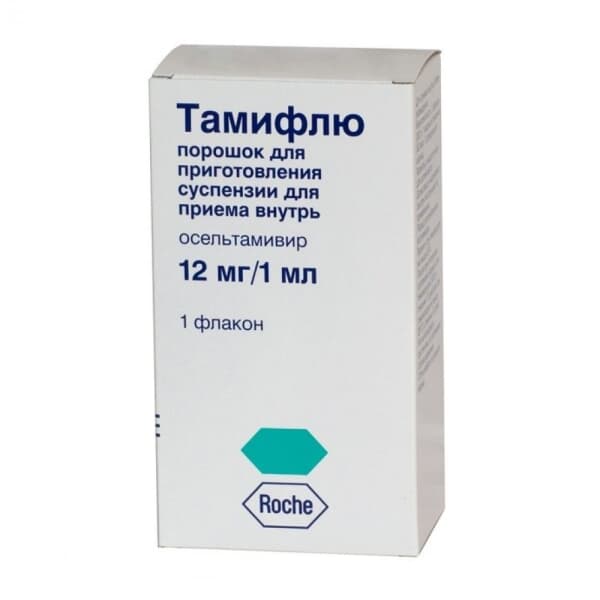 Тамифлю
порошок для
приготовления
суспензии для
приема внутрь
осельтамивир
12 мг/1 мл
1 флакон
Roche